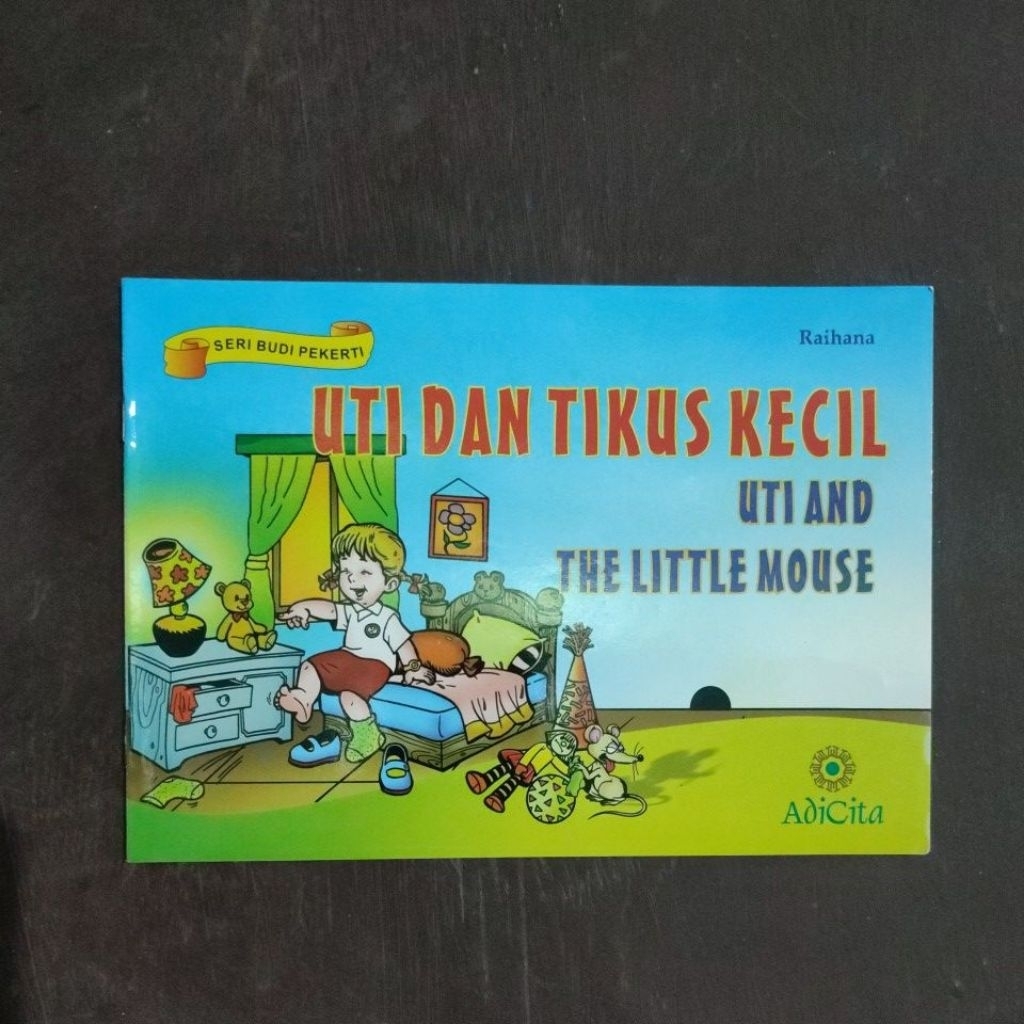 SERI BUDI PEKERTI
Raihana
UTI DAN TIKUS KECIL
UTI AND
THE LITTLE MOUSE
AdiCita